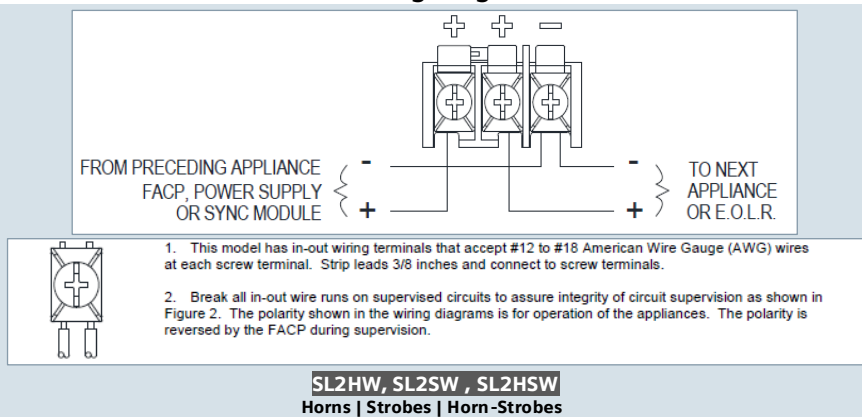 + + -
FROM PRECEDING APPLIANCE
FACP, POWER SUPPLY
OR SYNC MODULE
-
+
-
+
TO NEXT
APPLIANCE
OR E.O.L.R.
1. This model has in-out wiring terminals that accept #12 to #18 American Wire Gauge (AWG) wires
at each screw terminal. Strip leads 3/8 inches and connect to screw terminals.
2. Break all in-out wire runs on supervised circuits to assure integrity of circuit supervision as shown in
Figure 2. The polarity shown in the wiring diagrams is for operation of the appliances. The polarity is
reversed by the FACP during supervision.
SL2HW, SL2SW , SL2HSW
Horns | Strobes | Horn-Strobes